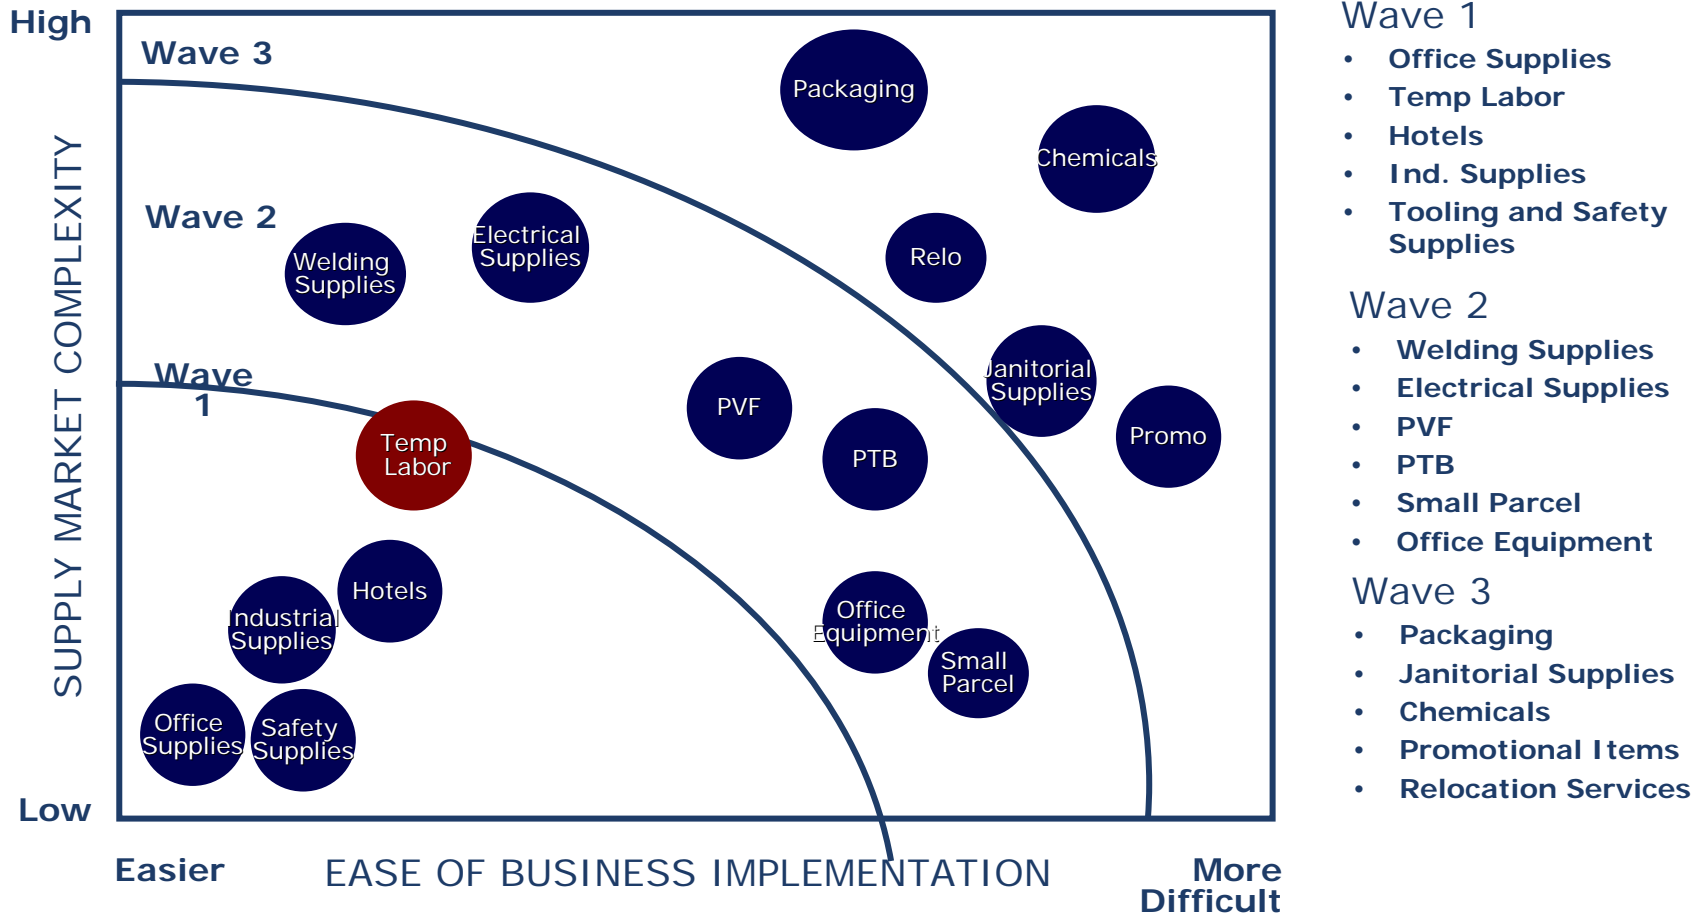 High
Wave 3
Packaging
Chemicals
Wave 2
Electrical
Supplies
Relo
Welding
Supplies
Janitorial
Supplies
Wave
1
PVF
Promo
Temp
Labor
PTB
Hotels
Industrial
Supplies
Office
Equipment
Small
Parcel
Office
Supplies
Safety
Supplies
Low
SUPPLY MARKET COMPLEXITY
Easier
EASE OF BUSINESS IMPLEMENTATION
More
Difficult
Wave 1
• Office Supplies
• Temp Labor
• Hotels
• Ind. Supplies
• Tooling and Safety
Supplies
Wave 2
• Welding Supplies
• Electrical Supplies
• PVF
• PTB
• Small Parcel
• Office Equipment
Wave 3
• Packaging
• Janitorial Supplies
• Chemicals
• Promotional Items
• Relocation Services